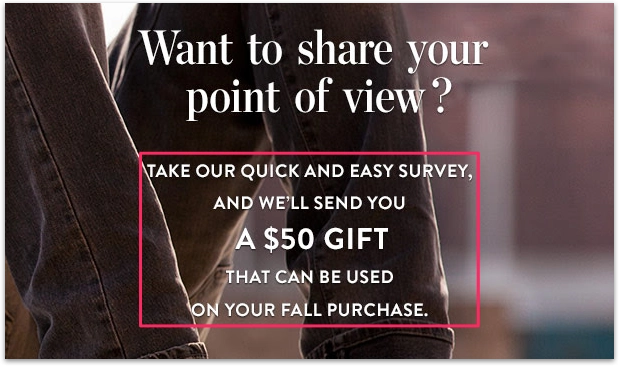 Want to share your
point of view?
TAKE OUR QUICK AND EASY SURVEY,
AND WE'LL SEND YOU
A $50 GIFT
THAT CAN BE USED
ON YOUR FALL PURCHASE.